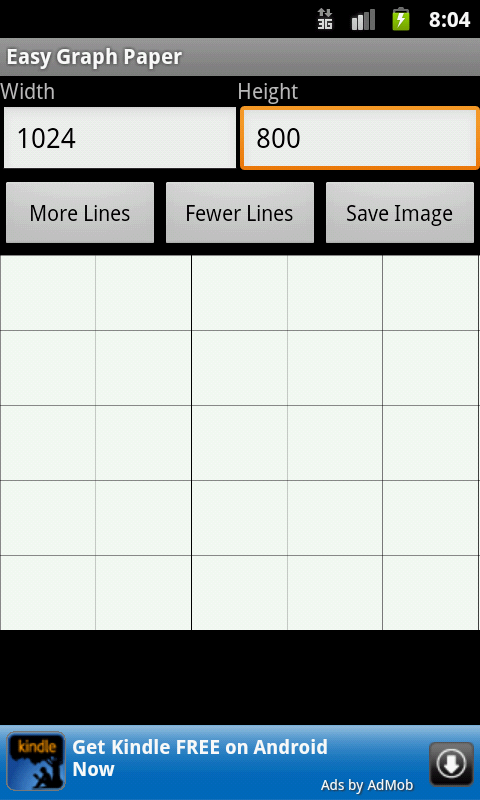 3G 8:04
Easy Graph Paper
Width Height
1024 800
More Lines Fewer Lines Save Image
kindle
Get Kindle FREE on Android
Now
Ads by AdMob